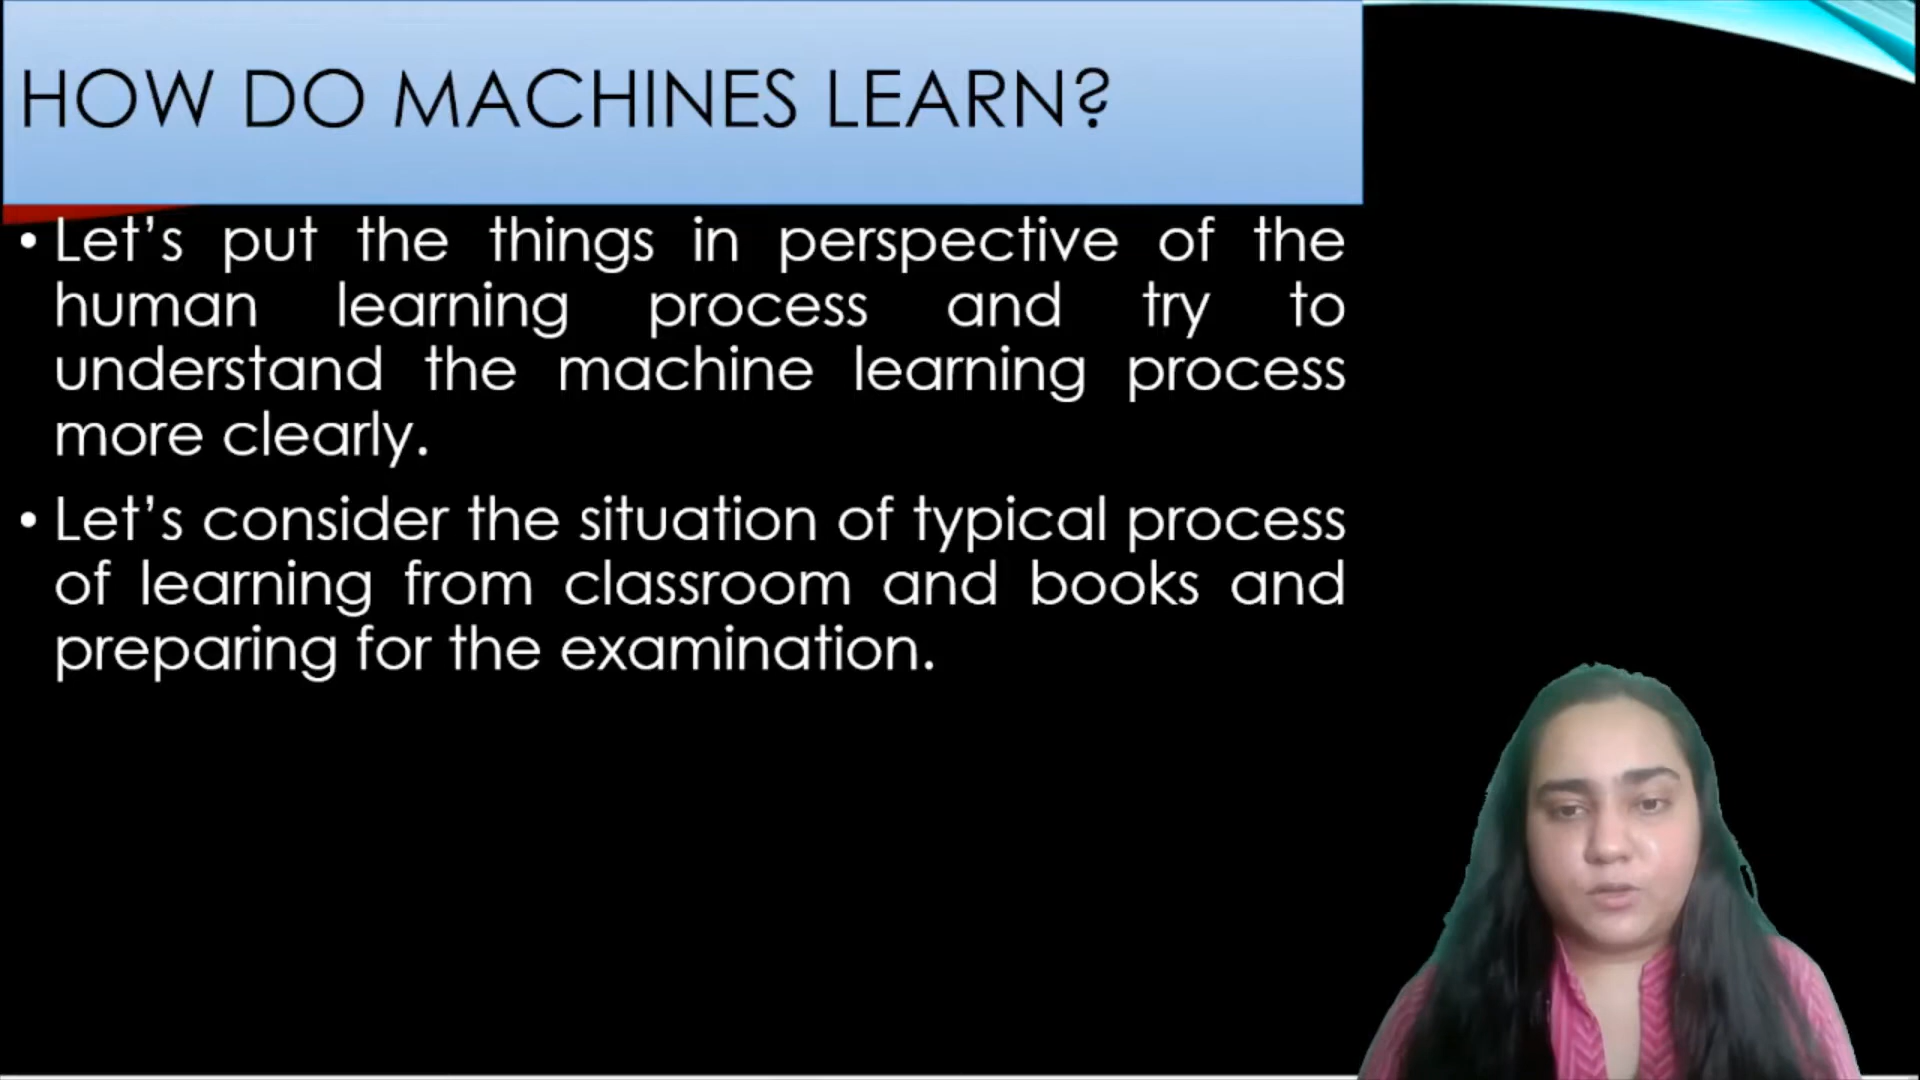 HOW DO MACHINES LEARN?
• Let’s put the things in perspective of the
human learning process and try to
understand the machine learning process
more clearly.
• Let’s consider the situation of typical process
of learning from classroom and books and
preparing for the examination.